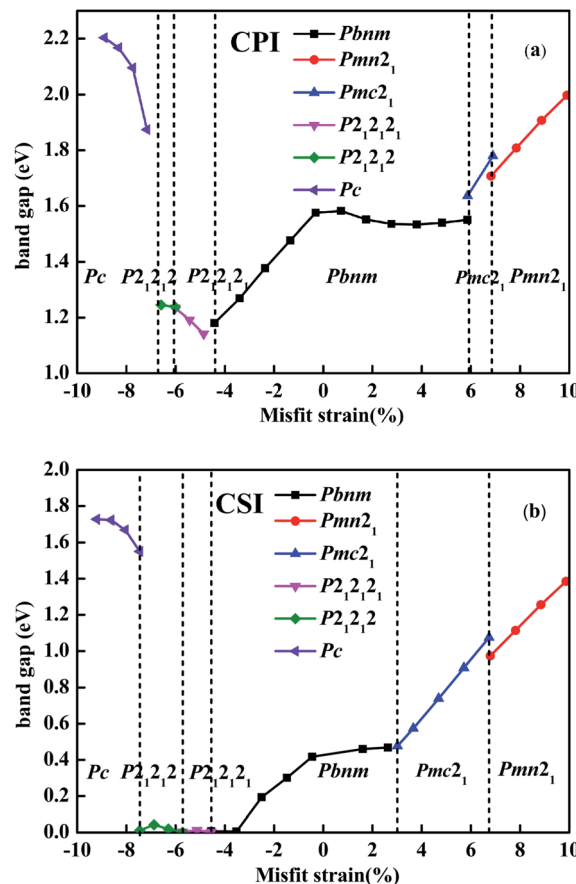 CPI
(a)
Pbnm
Pmn2₁
Pmc2₁
P2₁2₁2₁
P2₁2₁2
Pc
Pc P2₁2₁2 P2₁2₁2₁ Pbnm Pmc2₁ Pmn2₁
band gap (eV)
2.2
2.0
1.8
1.6
1.4
1.2
1.0
-10 -8 -6 -4 -2 0 2 4 6 8 10
Misfit strain(%)
CSI
(b)
Pbnm
Pmn2₁
Pmc2₁
P2₁2₁2₁
P2₁2₁2
Pc
Pc P2₁2₁2 P2₁2₁2₁ Pbnm Pmc2₁ Pmn2₁
band gap (eV)
2.0
1.8
1.6
1.4
1.2
1.0
0.8
0.6
0.4
0.2
0.0
-10 -8 -6 -4 -2 0 2 4 6 8 10
Misfit strain(%)